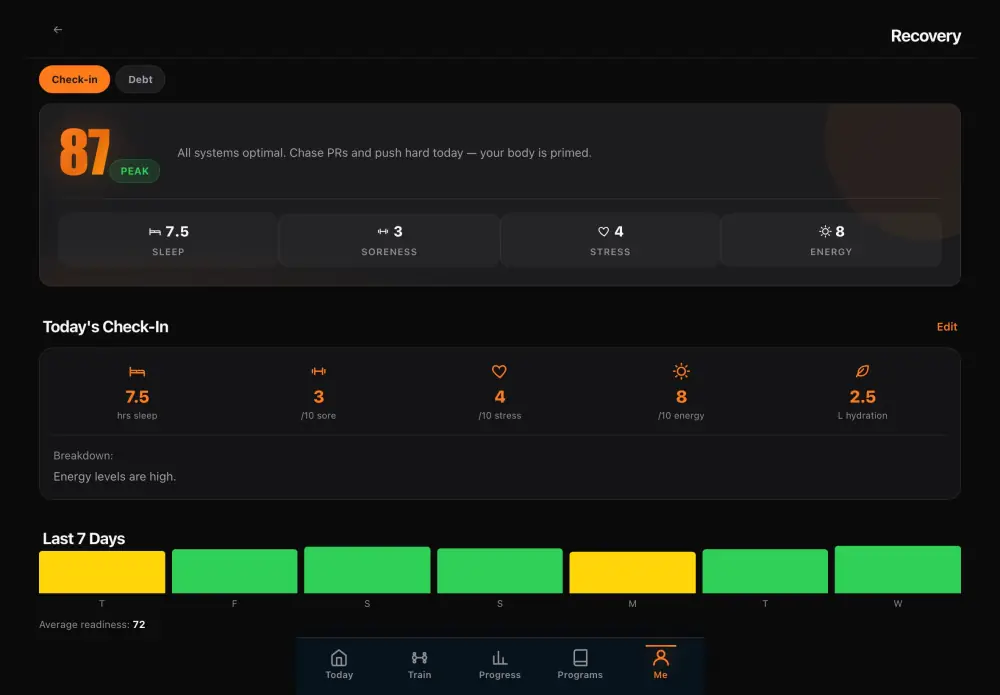 ←
Recovery
Check-in Debt
87 PEAK All systems optimal. Chase PRs and push hard today — your body is primed.
7.5 3 4 8
SLEEP SORENESS STRESS ENERGY
Today's Check-In Edit
7.5 3 4 8 2.5
hrs sleep /10 sore /10 stress /10 energy L hydration
Breakdown:
Energy levels are high.
Last 7 Days
T F S S M T W
Average readiness: 72
Today Train Progress Programs Me